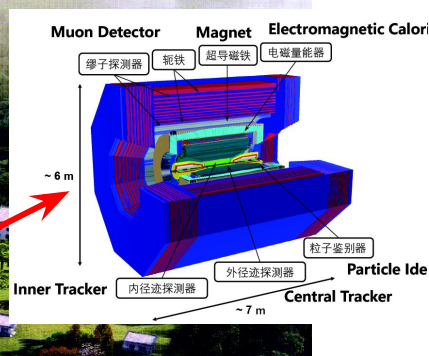 Muon Detector
Magnet
Electromagnetic Calori
缪子探测器
轭铁
超导磁铁
电磁量能器
~ 6 m
粒子鉴别器
外径迹探测器
内径迹探测器
Inner Tracker
Particle Ide
Central Tracker
~ 7 m